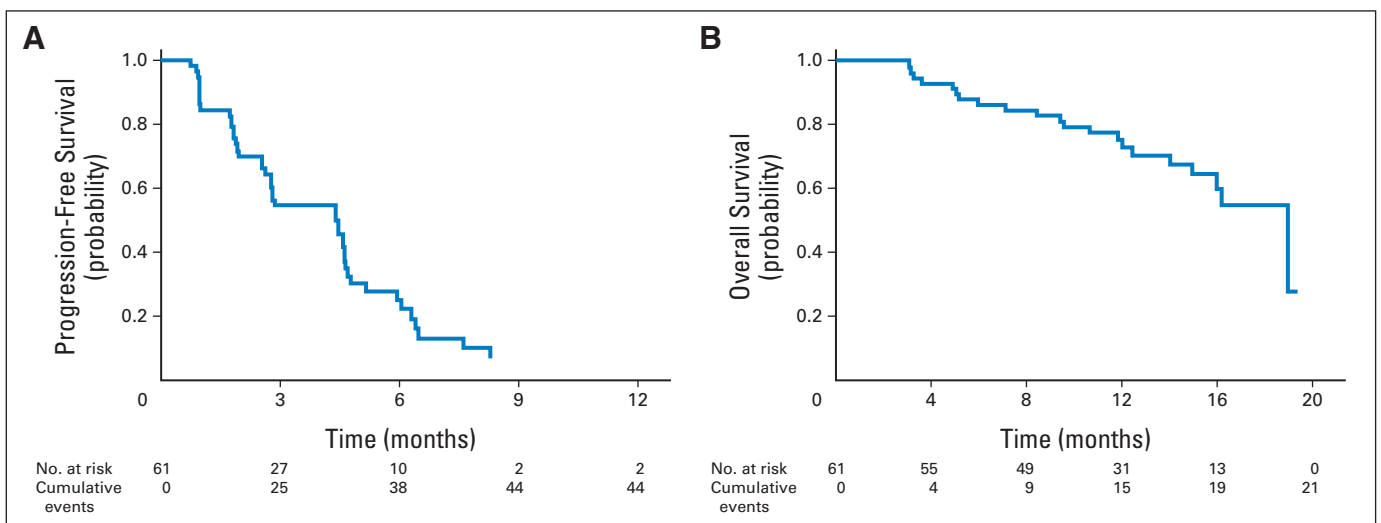 A
Progression-Free Survival
(probability)
1.0
0.8
0.6
0.4
0.2
0
3
6
9
12
Time (months)
No. at risk 61 27 10 2 2
Cumulative 0 25 38 44 44
events
B
Overall Survival
(probability)
1.0
0.8
0.6
0.4
0.2
0
4
8
12
16
20
Time (months)
No. at risk 61 55 49 31 13 0
Cumulative 0 4 9 15 19 21
events